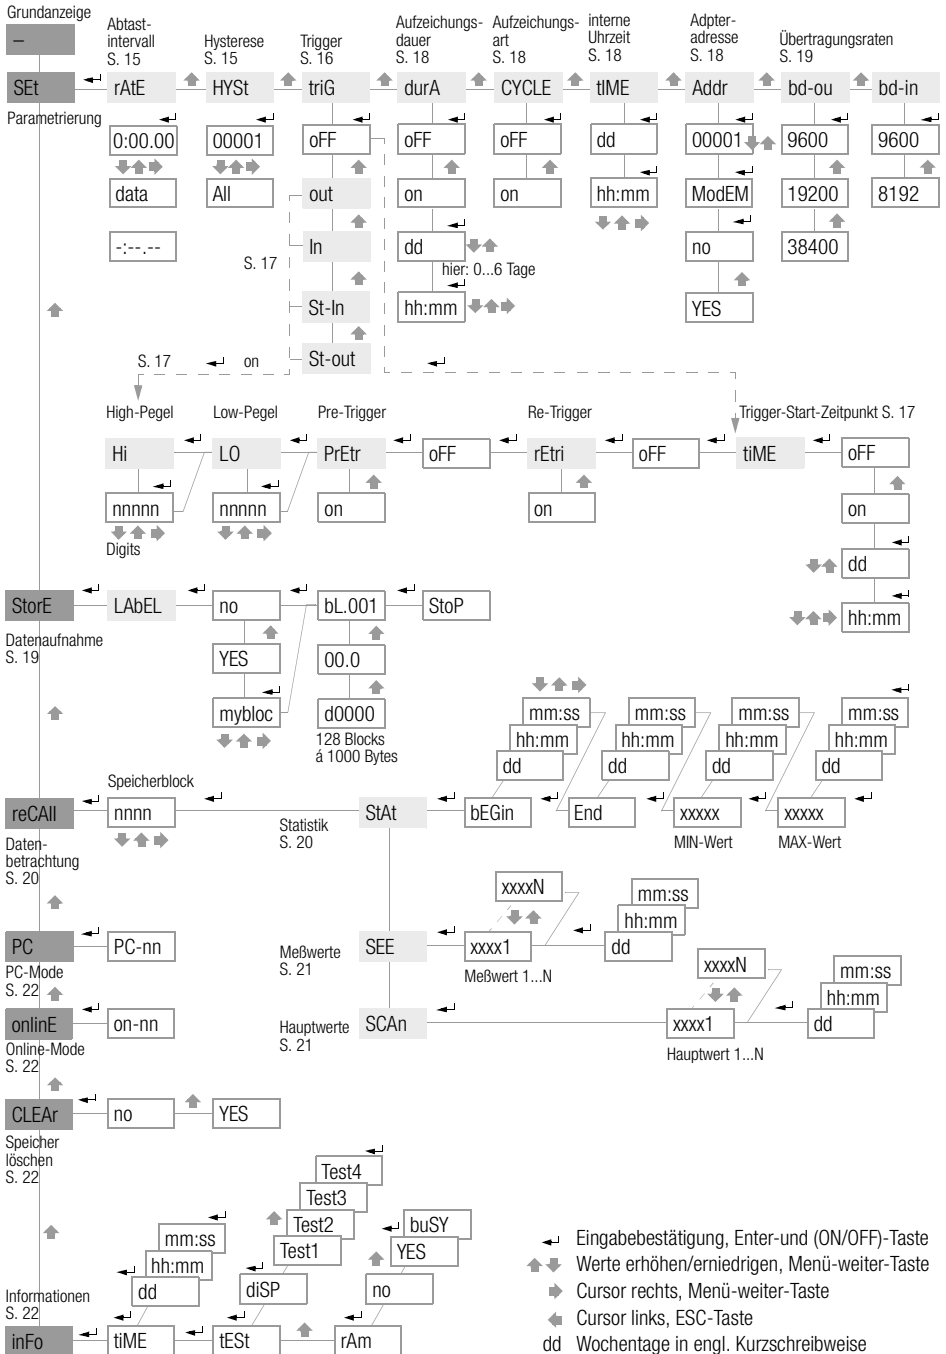 Grundanzeige
–
Abtast-
intervall
S. 15
Hysterese
S. 15
Trigger
S. 16
Aufzeichungs-
dauer
S. 18
Aufzeichungs-
art
S. 18
interne
Uhrzeit
S. 18
Adpter-
adresse
S. 18
Übertragungsraten
S. 19
SEt
rAtE
HYSt
triG
durA
CYCLE
tIME
Addr
bd-ou
bd-in
Parametrierung
0:00.00
00001
oFF
oFF
oFF
dd
00001
9600
9600
data
All
out
on
on
hh:mm
ModEM
19200
8192
-:--.--
In
dd
no
38400
S. 17
hier: 0...6 Tage
St-In
hh:mm
YES
St-out
S. 17
on
High-Pegel
Low-Pegel
Pre-Trigger
Re-Trigger
Trigger-Start-Zeitpunkt S. 17
Hi
LO
PrEtr
oFF
rEtri
oFF
tiME
oFF
nnnnn
nnnnn
on
on
on
Digits
dd
hh:mm
StorE
LAbEL
no
bL.001
StoP
Datenaufnahme
S. 19
YES
00.0
mybloc
d0000
128 Blocks
á 1000 Bytes
mm:ss
mm:ss
mm:ss
mm:ss
hh:mm
hh:mm
hh:mm
hh:mm
dd
dd
dd
dd
Speicherblock
reCAll
nnnn
StAt
bEGin
End
xxxxx
xxxxx
Statistik
S. 20
MIN-Wert
MAX-Wert
Daten-
betrachtung
S. 20
xxxxN
mm:ss
hh:mm
PC
PC-nn
SEE
xxxx1
dd
Meßwerte
S. 21
Meßwert 1...N
PC-Mode
S. 22
xxxxN
mm:ss
hh:mm
onlinE
on-nn
SCAn
xxxx1
dd
Hauptwerte
S. 21
Hauptwert 1...N
Online-Mode
S. 22
CLEAr
no
YES
Speicher
löschen
S. 22
Test4
Test3
mm:ss
Test2
buSY
hh:mm
Test1
YES
dd
diSP
no
Informationen
S. 22
inFo
tiME
tESt
rAm
Eingabebestätigung, Enter-und (ON/OFF)-Taste
Werte erhöhen/erniedrigen, Menü-weiter-Taste
Cursor rechts, Menü-weiter-Taste
Cursor links, ESC-Taste
dd Wochentage in engl. Kurzschreibweise